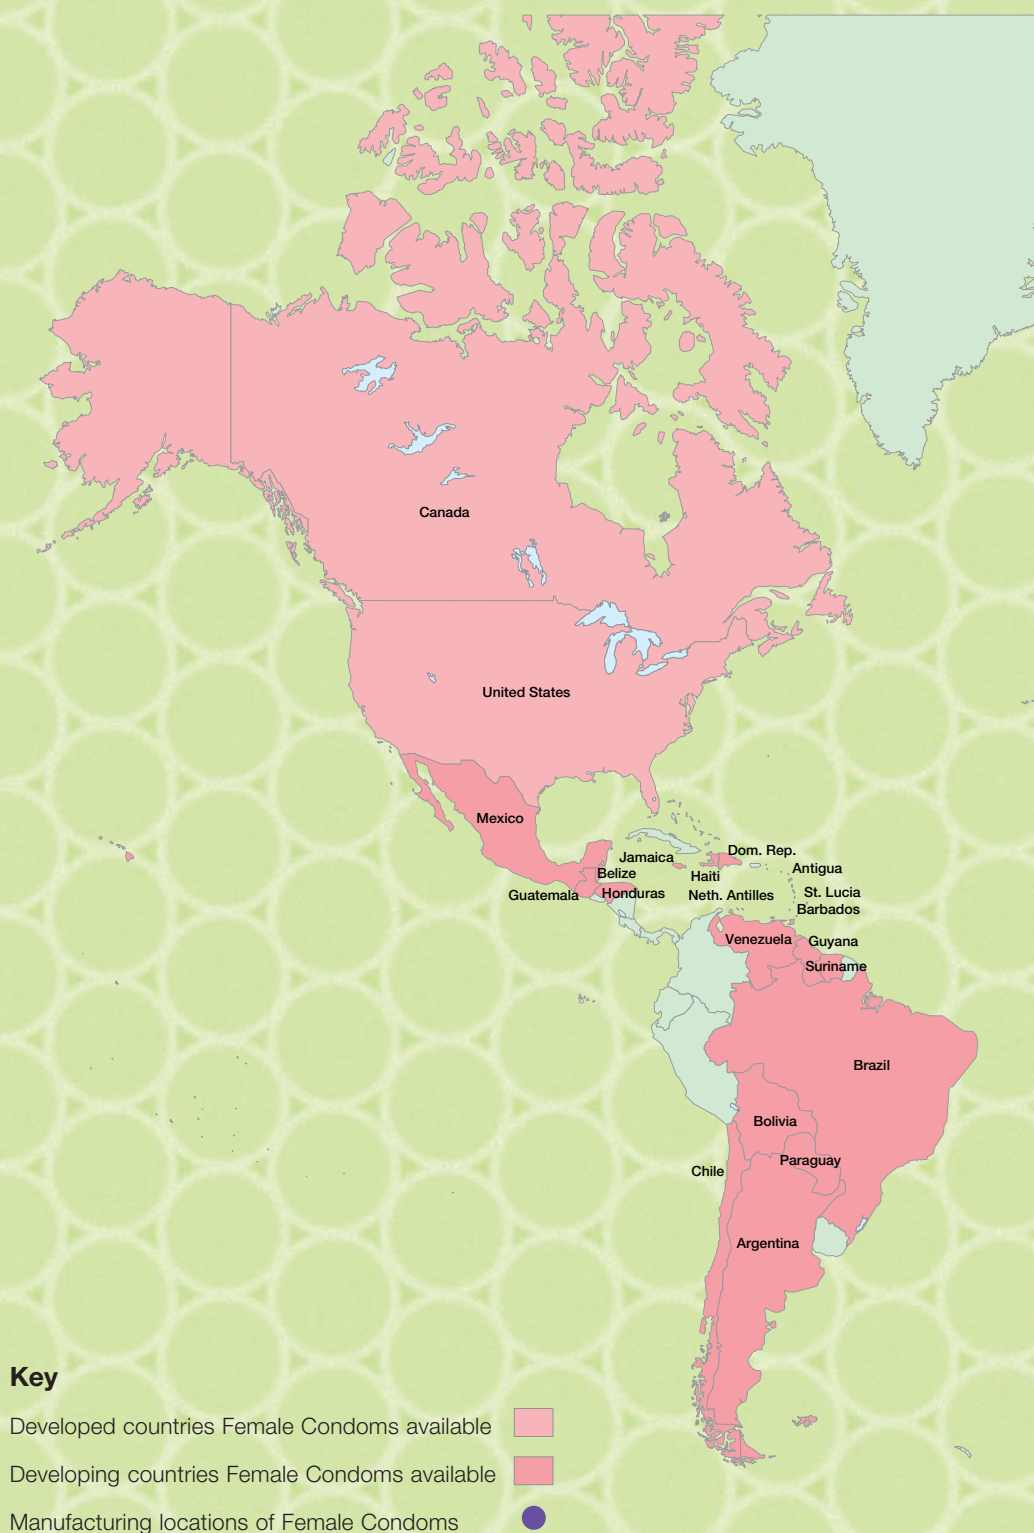 Canada
United States
Mexico
Dom. Rep.
Jamaica
Antigua
Belize
Haiti
Guatemala
Honduras
Neth. Antilles
St. Lucia
Barbados
Venezuela
Guyana
Suriname
Brazil
Bolivia
Paraguay
Chile
Argentina
Key
Developed countries Female Condoms available
Developing countries Female Condoms available
Manufacturing locations of Female Condoms